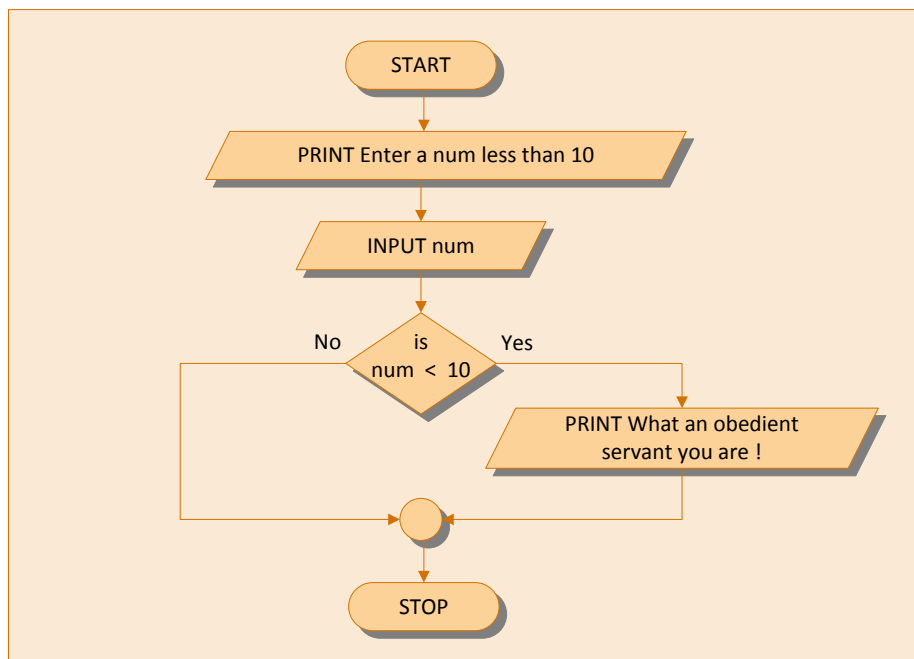 START
PRINT Enter a num less than 10
INPUT num
No
is
Yes
num < 10
PRINT What an obedient
servant you are !
STOP